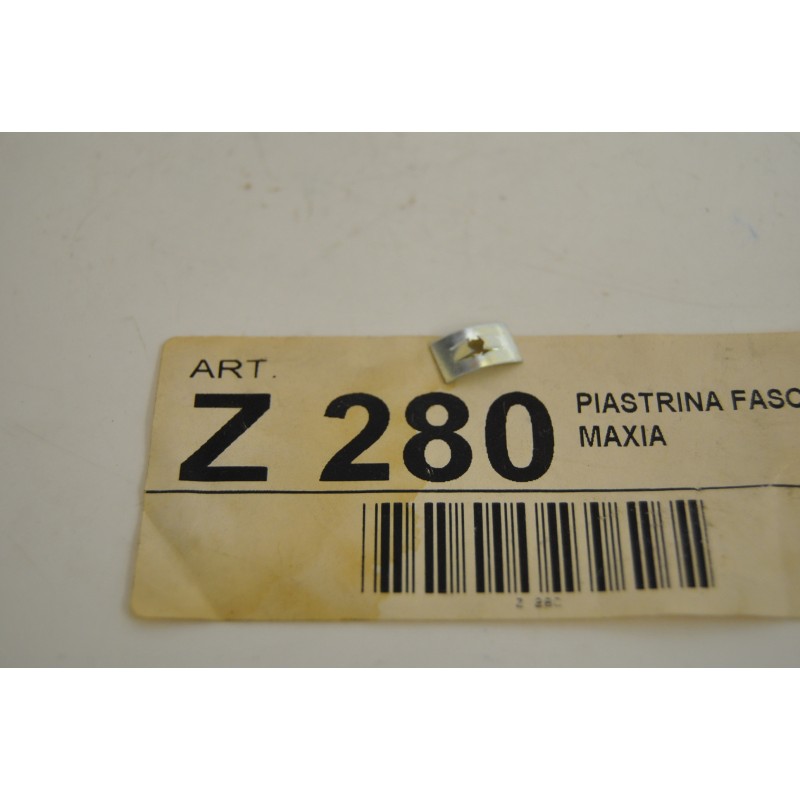 ART.
Z 280
PIASTRINA FASC
MAXIA
Z 280